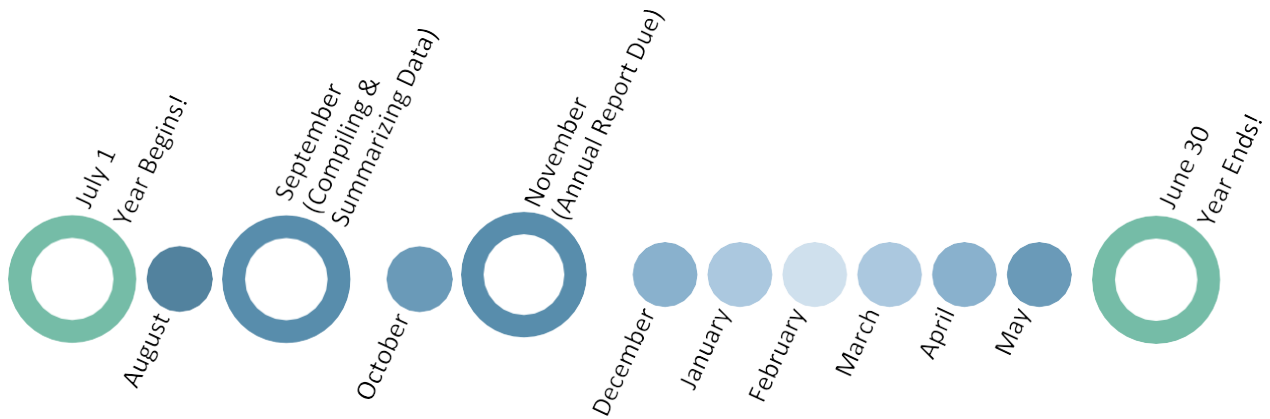 July 1
Year Begins!
August
September
(Compiling &
Summarizing Data)
October
November
(Annual Report Due)
December
January
February
March
April
May
June 30
Year Ends!